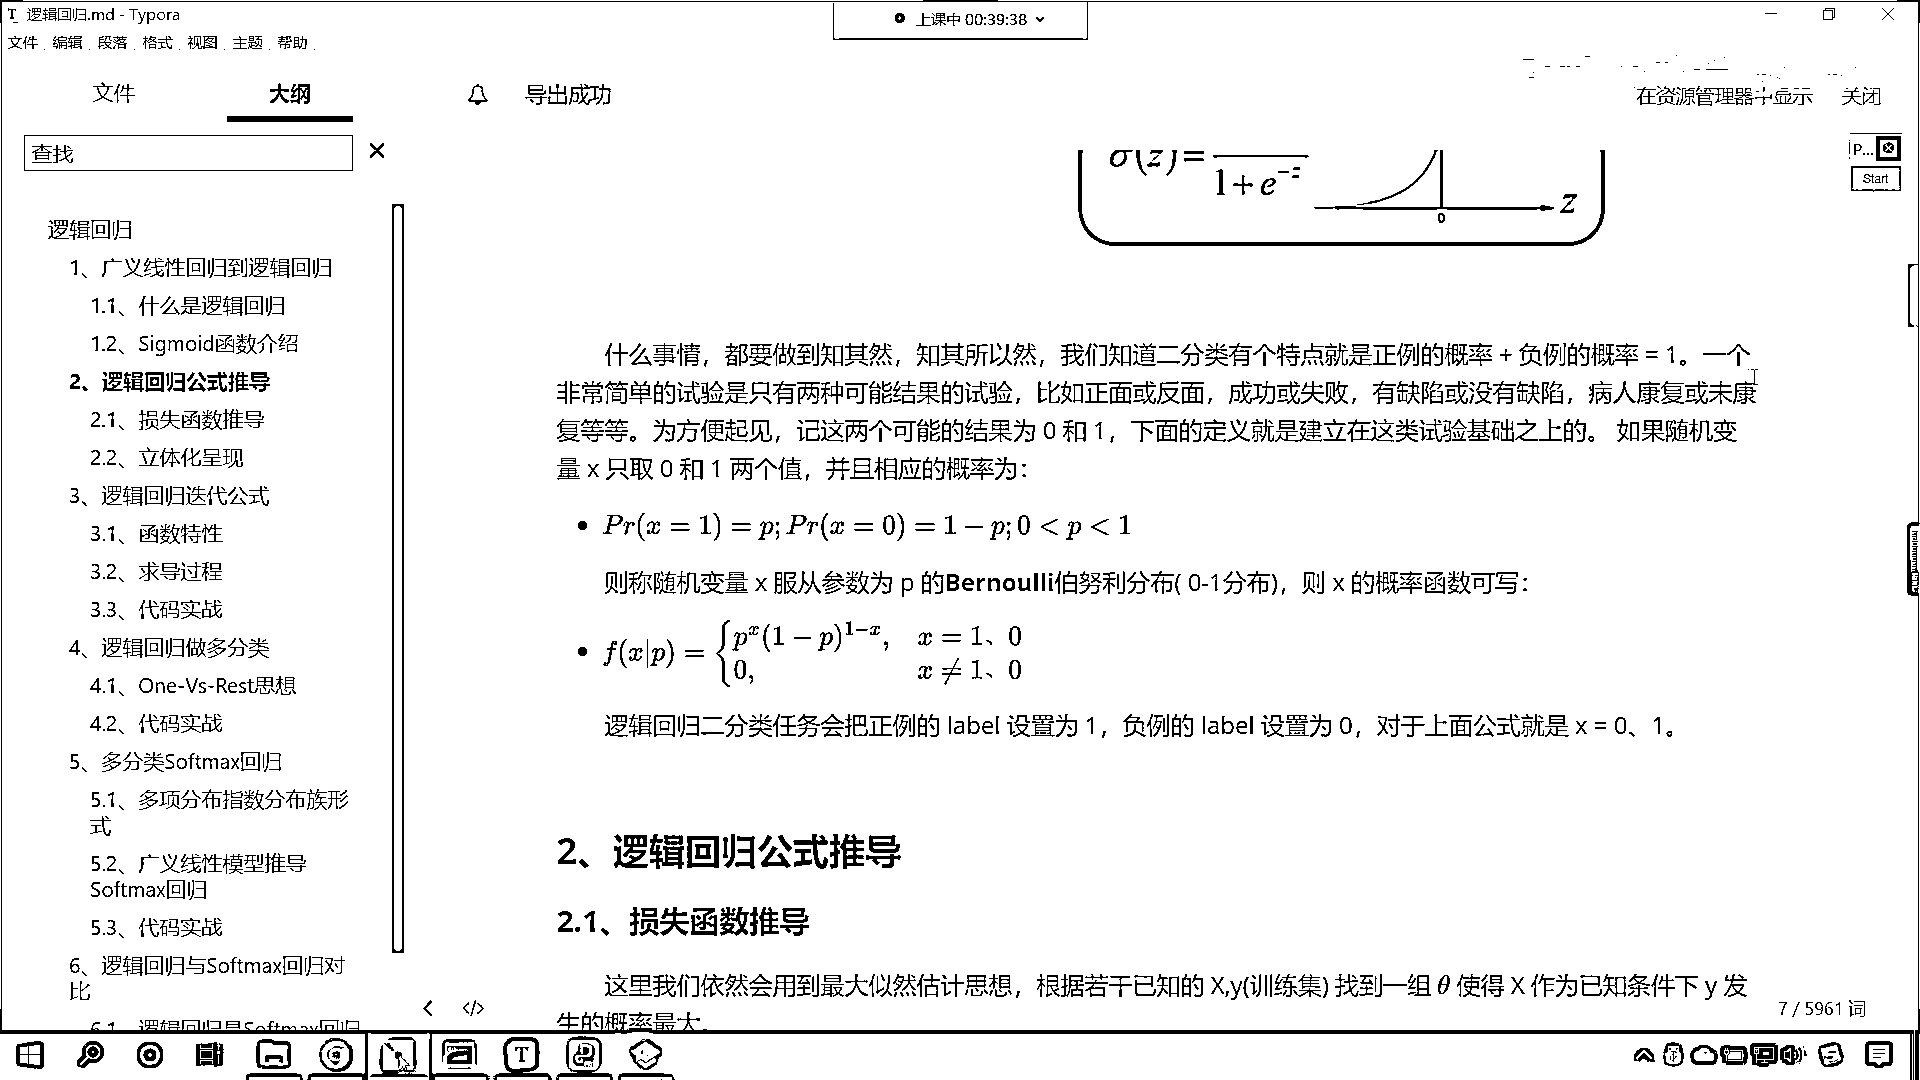 逻辑回归.md - Typora
上课中 00:39:38
文件 编辑 段落 格式 视图 主题 帮助
文件 大纲
导出成功
在资源管理器中显示 关闭
查找
P...
Start
逻辑回归
1、广义线性回归到逻辑回归
1.1、什么是逻辑回归
1.2、Sigmoid函数介绍
2、逻辑回归公式推导
2.1、损失函数推导
2.2、立体化呈现
3、逻辑回归迭代公式
3.1、函数特性
3.2、求导过程
3.3、代码实战
4、逻辑回归做多分类
4.1、One-Vs-Rest思想
4.2、代码实战
5、多分类Softmax回归
5.1、多项分布指数分布族形
式
5.2、广义线性模型推导
Softmax回归
5.3、代码实战
6、逻辑回归与Softmax回归对
比
6.1、逻辑回归是Softmax回归
σ(z)=
1+e^{-z}
z
0
什么事情，都要做到知其然，知其所以然，我们知道二分类有个特点就是正例的概率 + 负例的概率 = 1。一个
非常简单的试验是只有两种可能结果的试验，比如正面或反面，成功或失败，有缺陷或没有缺陷，病人康复或未康
复等等。为方便起见，记这两个可能的结果为 0 和 1，下面的定义就是建立在这类试验基础之上的。 如果随机变
量 x 只取 0 和 1 两个值，并且相应的概率为：
• Pr(x = 1) = p; Pr(x = 0) = 1 − p; 0 < p < 1
则称随机变量 x 服从参数为 p 的Bernoulli伯努利分布( 0-1分布)，则 x 的概率函数可写：
• f(x|p) = { p^x(1 − p)^{1−x}, x = 1、0
0, x ≠ 1、0
逻辑回归二分类任务会把正例的 label 设置为 1，负例的 label 设置为 0，对于上面公式就是 x = 0、1。
2、逻辑回归公式推导
2.1、损失函数推导
这里我们依然会用到最大似然估计思想，根据若干已知的 X,y(训练集) 找到一组 θ 使得 X 作为已知条件下 y 发
生的概率最大。
7 / 5961 词